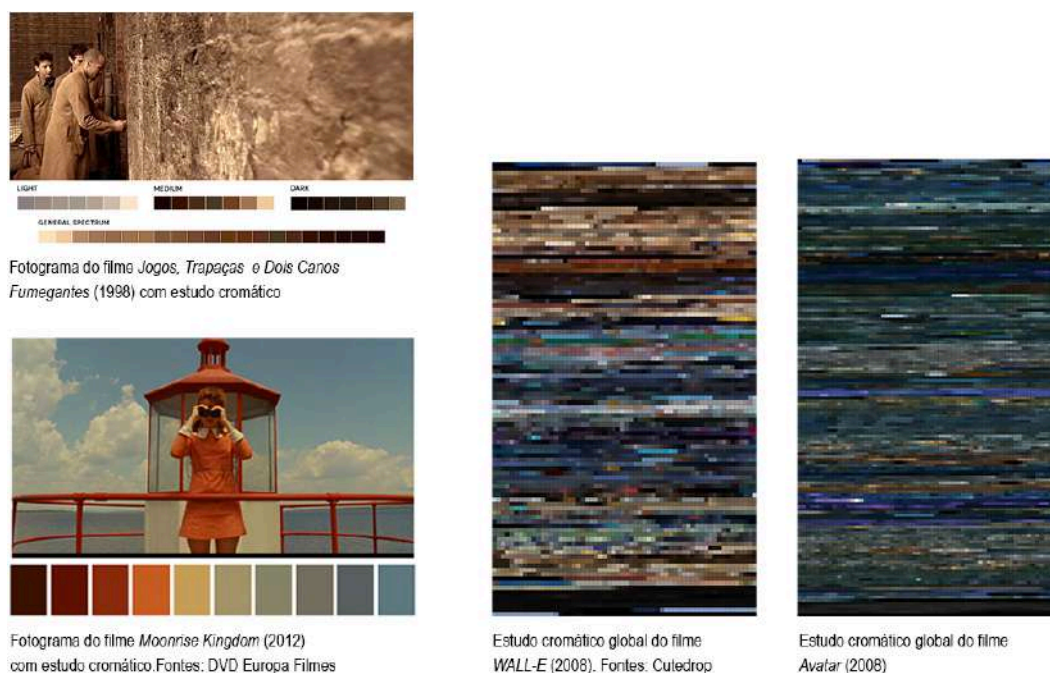 LIGHT
MEDIUM
DARK
GENERAL SPECTRUM
Fotograma do filme Jogos, Trapaças e Dois Canos
Fumegantes (1998) com estudo cromático
Fotograma do filme Moonrise Kingdom (2012)
com estudo cromático.Fontes: DVD Europa Filmes
Estudo cromático global do filme
WALL-E (2008). Fontes: Cutedrop
Estudo cromático global do filme
Avatar (2008)